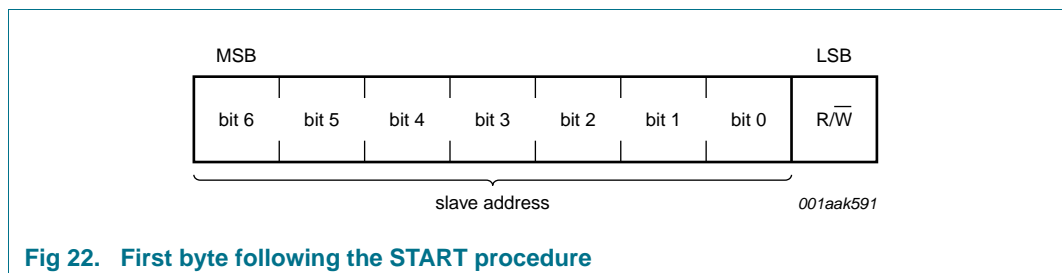 MSB LSB
bit 6 bit 5 bit 4 bit 3 bit 2 bit 1 bit 0 R/W̅
slave address 001aak591
Fig 22. First byte following the START procedure